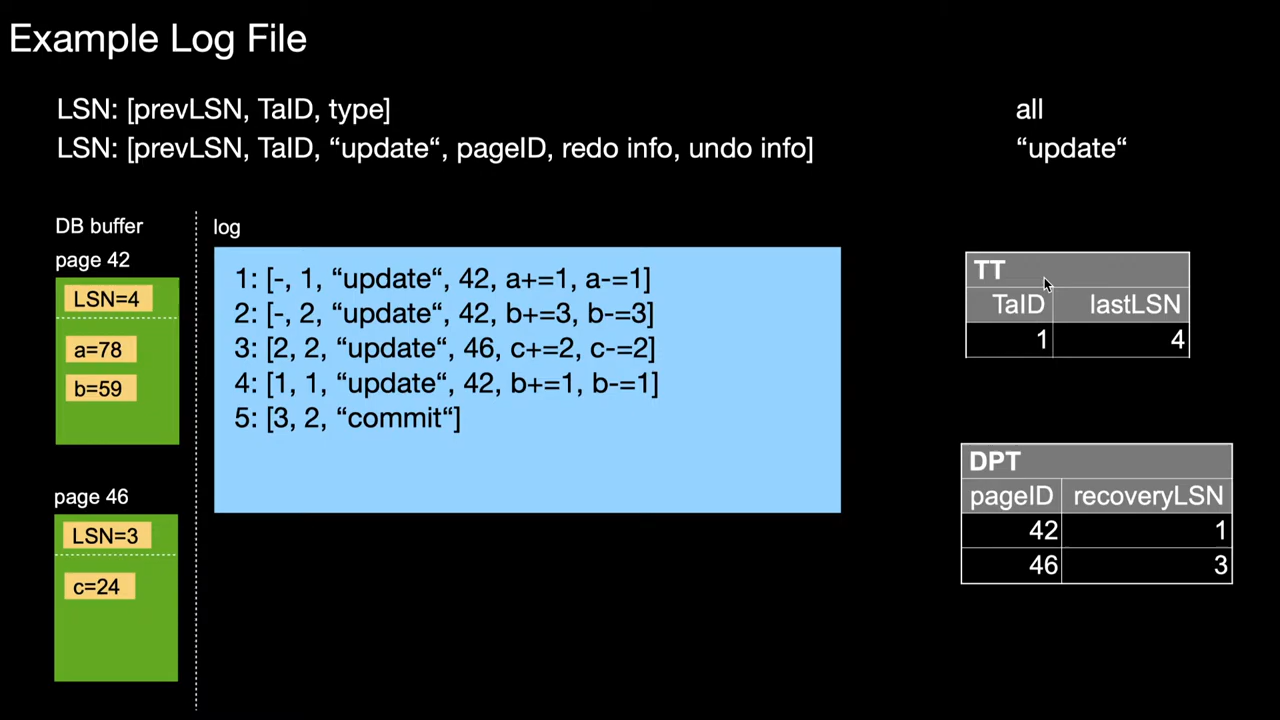 Example Log File
LSN: [prevLSN, TaID, type] all
LSN: [prevLSN, TaID, “update“, pageID, redo info, undo info] “update“
DB buffer
page 42
LSN=4
a=78
b=59
page 46
LSN=3
c=24
log
1: [-, 1, “update“, 42, a+=1, a-=1]
2: [-, 2, “update“, 42, b+=3, b-=3]
3: [2, 2, “update“, 46, c+=2, c-=2]
4: [1, 1, “update“, 42, b+=1, b-=1]
5: [3, 2, “commit“]
TT
TaID lastLSN
1 4
DPT
pageID recoveryLSN
42 1
46 3